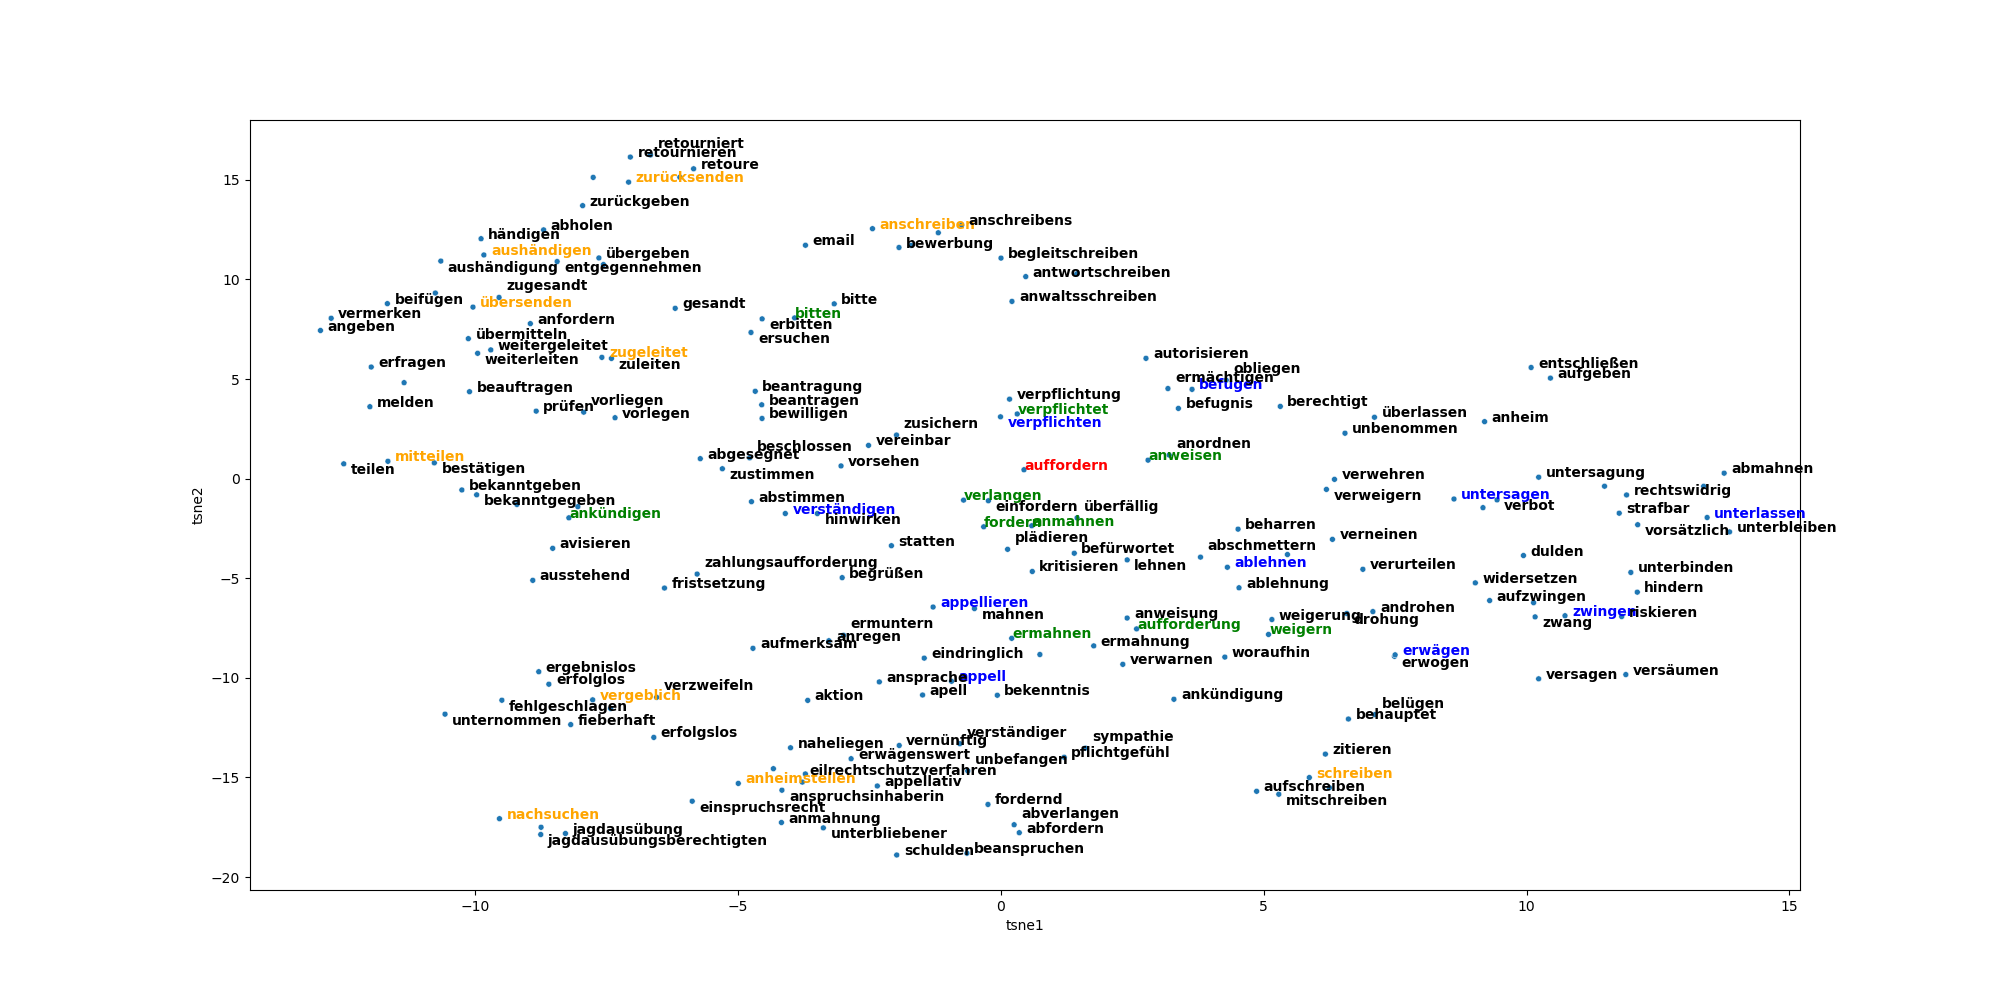 retourniert
retournieren
retoure
zurücksenden
zurückgeben
abholen
anschreiben
anschreibens
händigen
email
bewerbung
aushändigen
übergeben
begleitschreiben
aushändigung
entgegennehmen
antwortschreiben
zugesandt
beifügen
übersenden
gesandt
bitte
anwaltsschreiben
vermerken
anfordern
bitten
angeben
erbitten
übermitteln
ersuchen
weitergeleitet
weiterleiten
zugeleitet
zuleiten
autorisieren
erfragen
entschließen
obliegen
aufgeben
ermächtigen
beauftragen
beantragung
befügen
verpflichtung
melden
vorliegen
beantragen
befugnis
berechtigt
prüfen
vorlegen
bewilligen
verpflichtet
überlassen
verpflichten
anheim
zusichern
unbenommen
beschlossen
vereinbar
anordnen
mitteilen
abgesegnet
vorsehen
auffordern
anweisen
teilen
bestätigen
zustimmen
verwehren
untersagung
abmahnen
bekanntgeben
rechtswidrig
bekanntgegeben
abstimmen
verlangen
verweigern
untersagen
ankündigen
verständigen
einfordern
überfällig
verbot
strafbar
hinwirken
fordern
anmahnen
beharren
unterlassen
plädieren
verneinen
vorsätzlich
unterbleiben
avisieren
statten
befürwortet
abschmettern
dulden
zahlungsaufforderung
kritisieren
lehnen
ablehnen
verurteilen
unterbinden
ausstehend
fristsetzung
begrüßen
ablehnung
widersetzen
hindern
appellieren
aufzwingen
mahnen
anweisung
weigerung
androhen
drohung
zwingen
riskieren
ermuntern
anregen
ermahnen
aufforderung
weigern
zwang
aufmerksam
eindringlich
ermahnung
verwarnen
woraufhin
erwägen
erwogen
ergebnislos
erfolglos
ansprache
appell
versagen
versäumen
verzweifeln
vergeblich
aktion
apell
bekenntnis
ankündigung
fehlgeschlagen
belügen
unternommen
fieberhaft
behauptet
erfolgslos
verständiger
sympathie
naheliegen
vernünftig
pflichtgefühl
erwägenswert
unbefangen
zitieren
eilrechtschutzverfahren
anheimstellen
appellativ
schreiben
anspruchsinhaberin
aufschreiben
einspruchsrecht
fordernd
mitschreiben
nachsuchen
anmahnung
abverlangen
jagdausübung
unterbliebener
abfordern
jagdausübungsberechtigten
schulden
beanspruchen
15
10
5
0
−5
−10
−15
−20
tsne2
−10
−5
0
5
10
15
tsne1